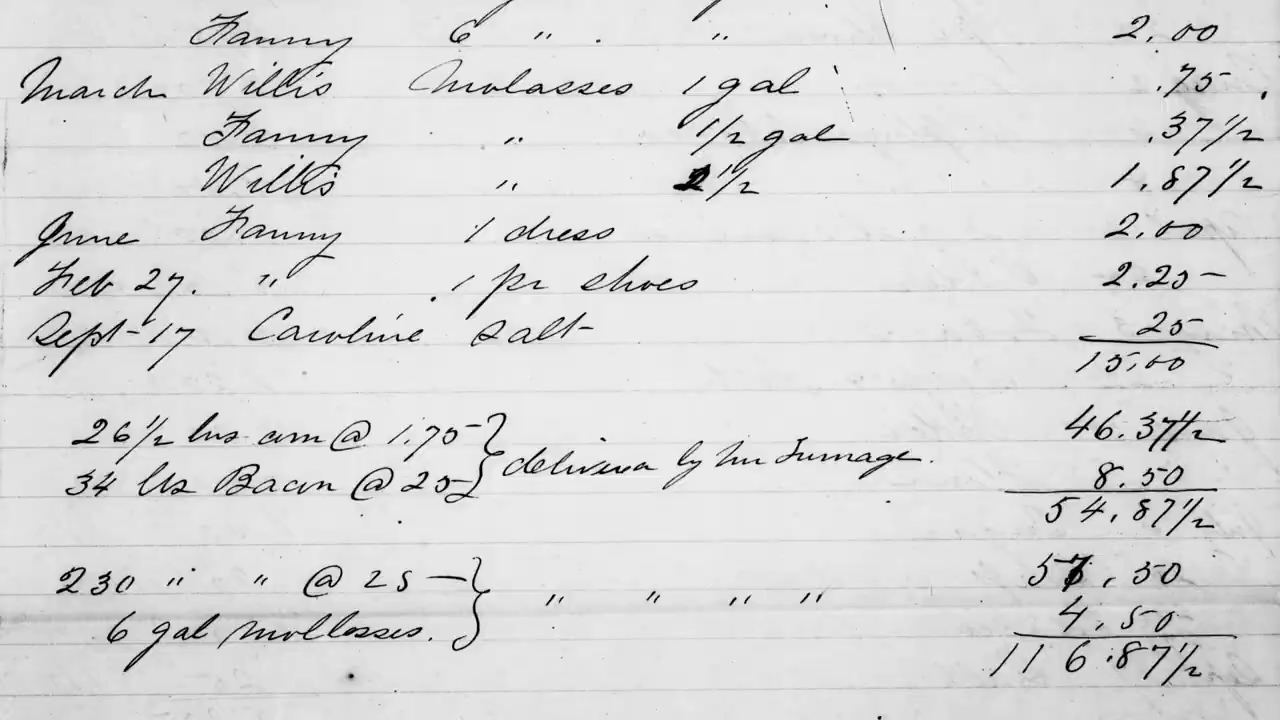 Fanny 6 " . " 2.00
March Willis Molasses 1 gal .75
Fanny " 1/2 gal .37 1/2
Willis " 2 1/2 1.87 1/2
June Fanny 1 dress 2.00
Feb 27. " 1 pr shoes 2.25
Sept 17 Caroline Salt 25
15.00
26 1/2 bus corn @ 1.75 46.37 1/2
delivered by Mr Turnage.
34 lbs Bacon @ 25 8.50
54.87 1/2
230 " " @ 25 57.50
" " " "
6 gal mollosses. 4.50
116.87 1/2